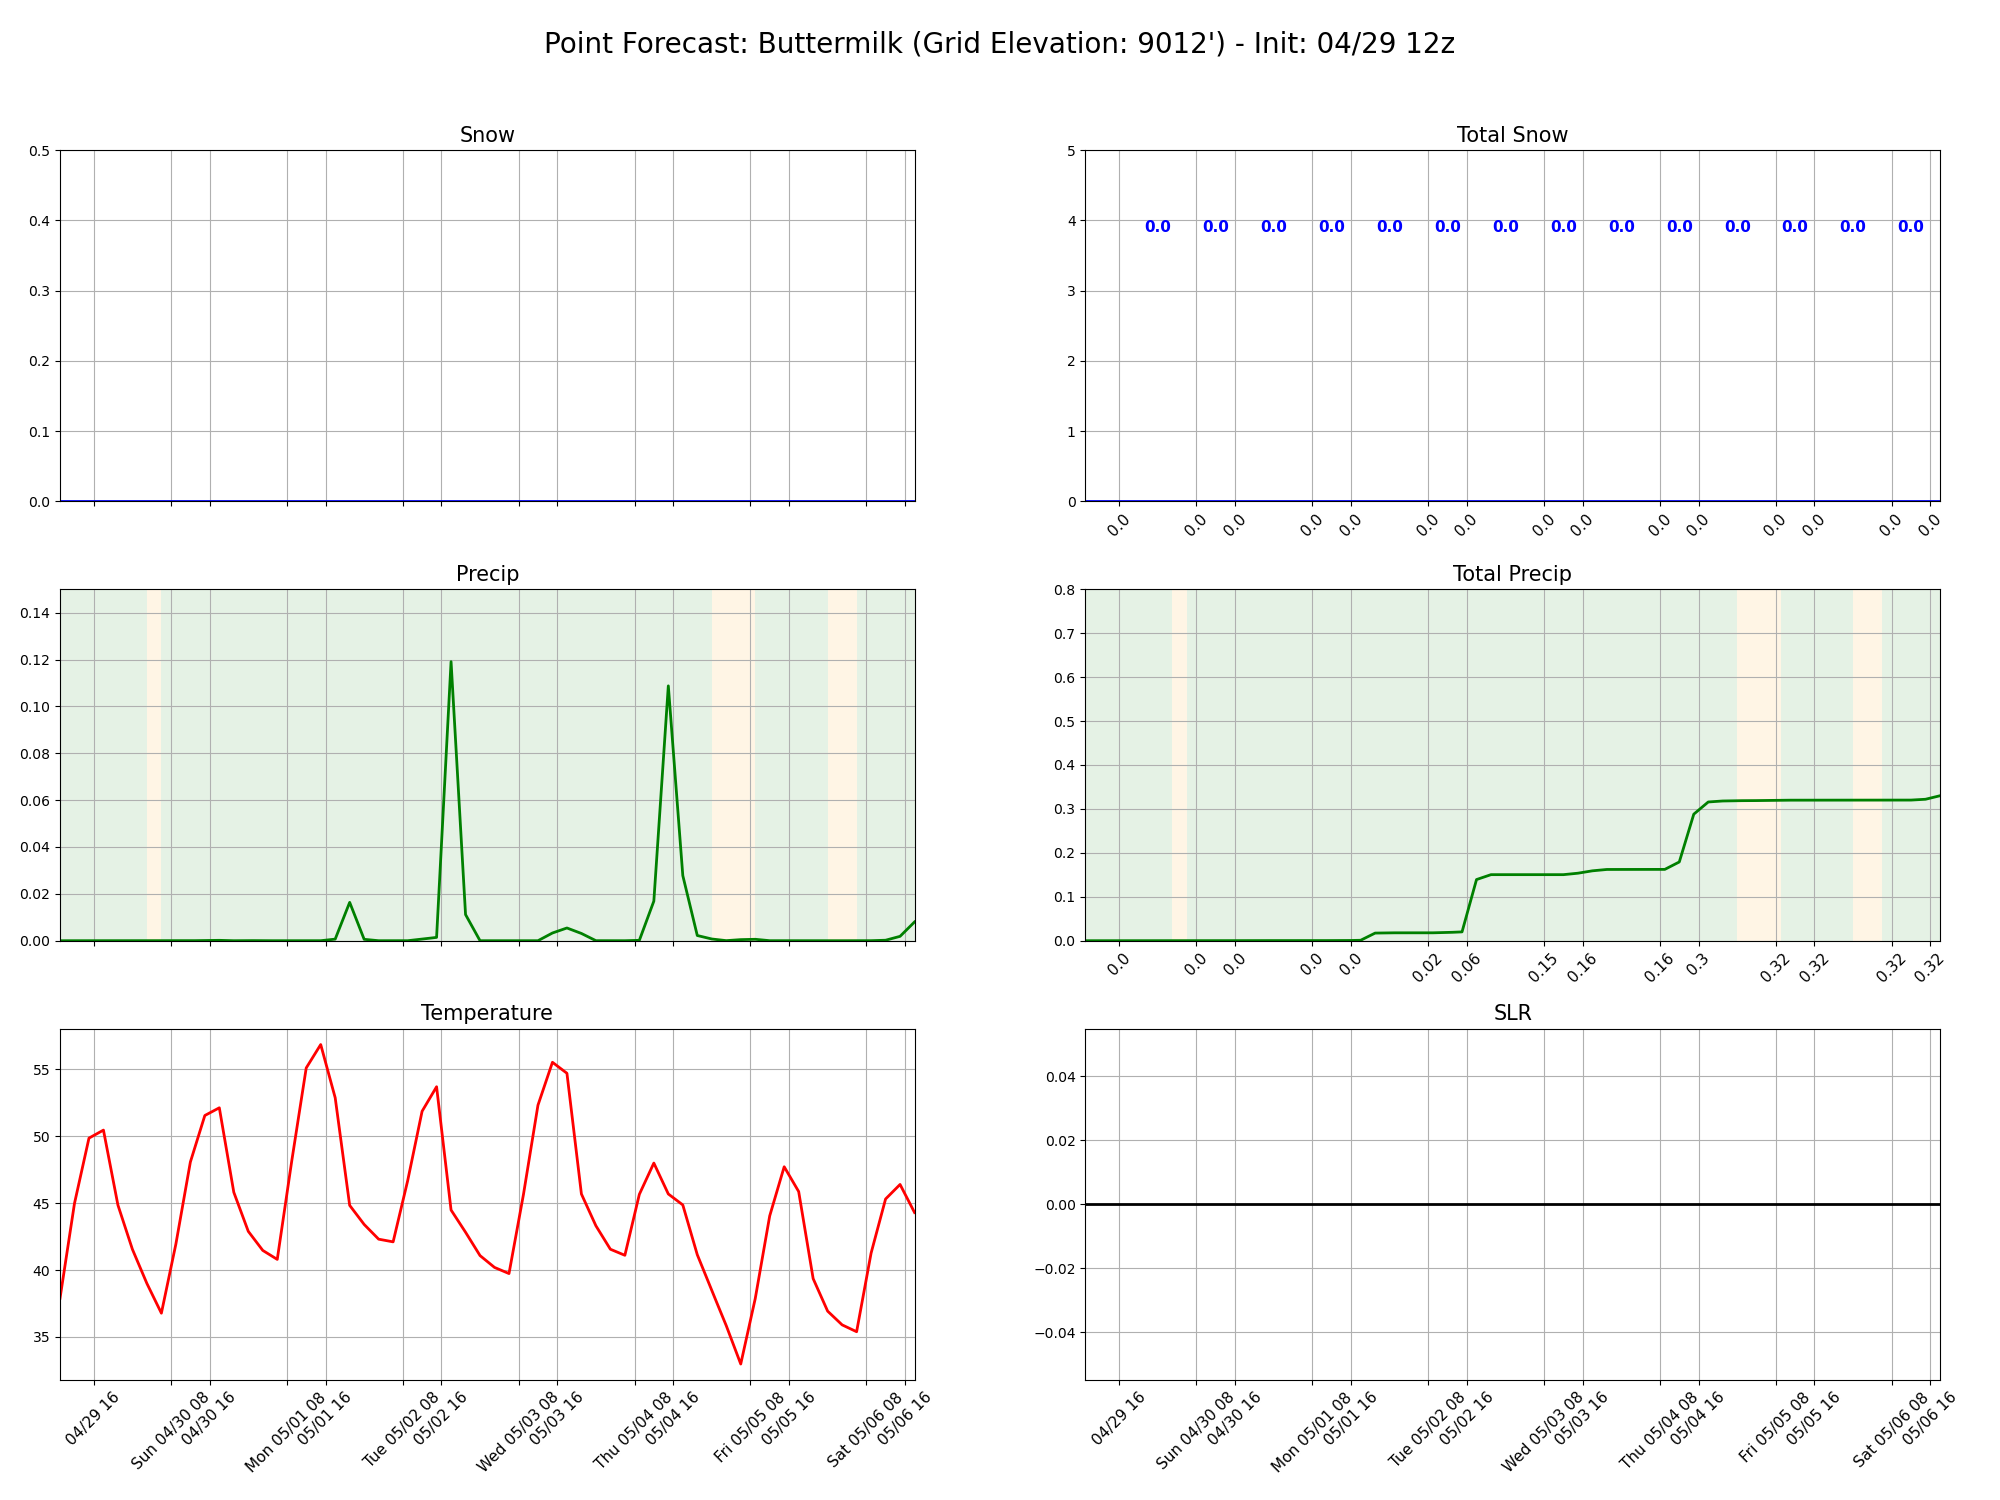 Point Forecast: Buttermilk (Grid Elevation: 9012') - Init: 04/29 12z
Snow
0.5
0.4
0.3
0.2
0.1
0.0
Total Snow
5
4
3
2
1
0
0.0 0.0 0.0 0.0 0.0 0.0 0.0 0.0 0.0 0.0 0.0 0.0 0.0 0.0
0.0 0.0 0.0 0.0 0.0 0.0 0.0 0.0 0.0 0.0 0.0 0.0 0.0 0.0 0.0
Precip
0.14
0.12
0.10
0.08
0.06
0.04
0.02
0.00
Total Precip
0.8
0.7
0.6
0.5
0.4
0.3
0.2
0.1
0.0
0.0 0.0 0.0 0.0 0.0 0.02 0.06 0.15 0.16 0.16 0.3 0.32 0.32 0.32 0.32
Temperature
55
50
45
40
35
04/29 16
Sun 04/30 08
04/30 16
Mon 05/01 08
05/01 16
Tue 05/02 08
05/02 16
Wed 05/03 08
05/03 16
Thu 05/04 08
05/04 16
Fri 05/05 08
05/05 16
Sat 05/06 08
05/06 16
SLR
0.04
0.02
0.00
−0.02
−0.04
04/29 16
Sun 04/30 08
04/30 16
Mon 05/01 08
05/01 16
Tue 05/02 08
05/02 16
Wed 05/03 08
05/03 16
Thu 05/04 08
05/04 16
Fri 05/05 08
05/05 16
Sat 05/06 08
05/06 16